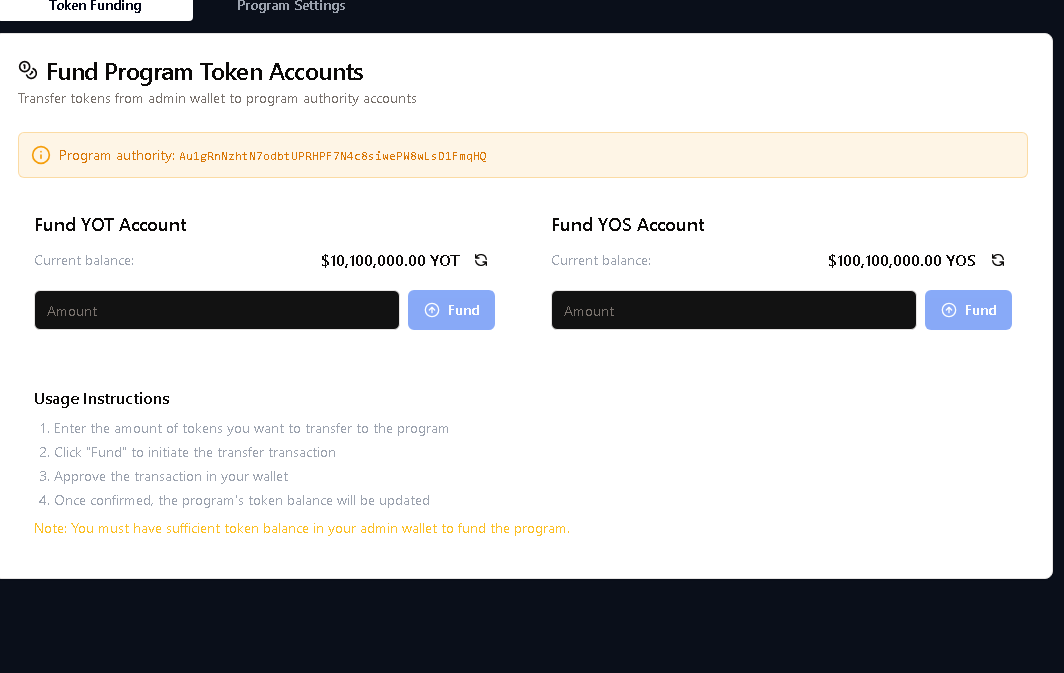 Token Funding
Program Settings
Fund Program Token Accounts
Transfer tokens from admin wallet to program authority accounts
Program authority: Au1gRnNzhtN7odbtUPRHPF7N4c8siwePW8wLsD1FmqHQ
Fund YOT Account
Current balance: $10,100,000.00 YOT
Amount
Fund
Fund YOS Account
Current balance: $100,100,000.00 YOS
Amount
Fund
Usage Instructions
1. Enter the amount of tokens you want to transfer to the program
2. Click "Fund" to initiate the transfer transaction
3. Approve the transaction in your wallet
4. Once confirmed, the program's token balance will be updated
Note: You must have sufficient token balance in your admin wallet to fund the program.